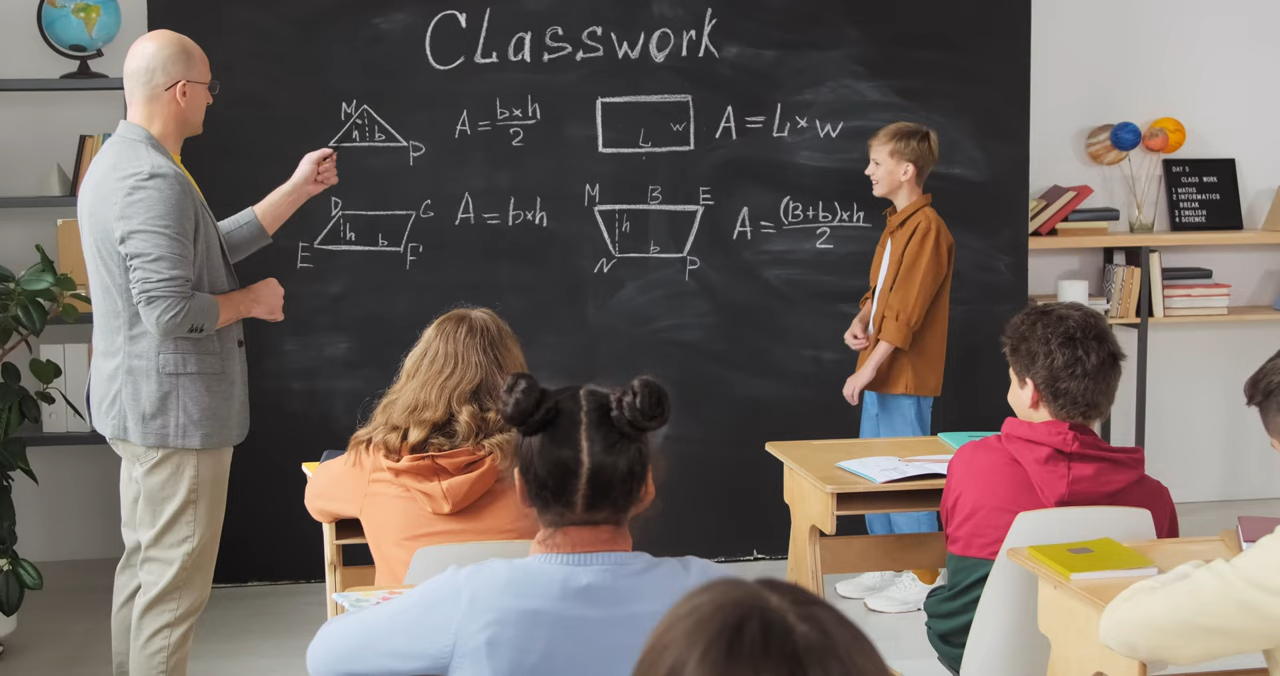 Classwork
M
h b
P
A = b×h/2
L w
A = L×w
D G
h b
E F
A = b×h
M B E
h
b
N P
A = (B+b)×h/2
DAY 5
CLASS WORK
1 MATHS
2 INFORMATICS
BREAK
3 ENGLISH
4 SCIENCE